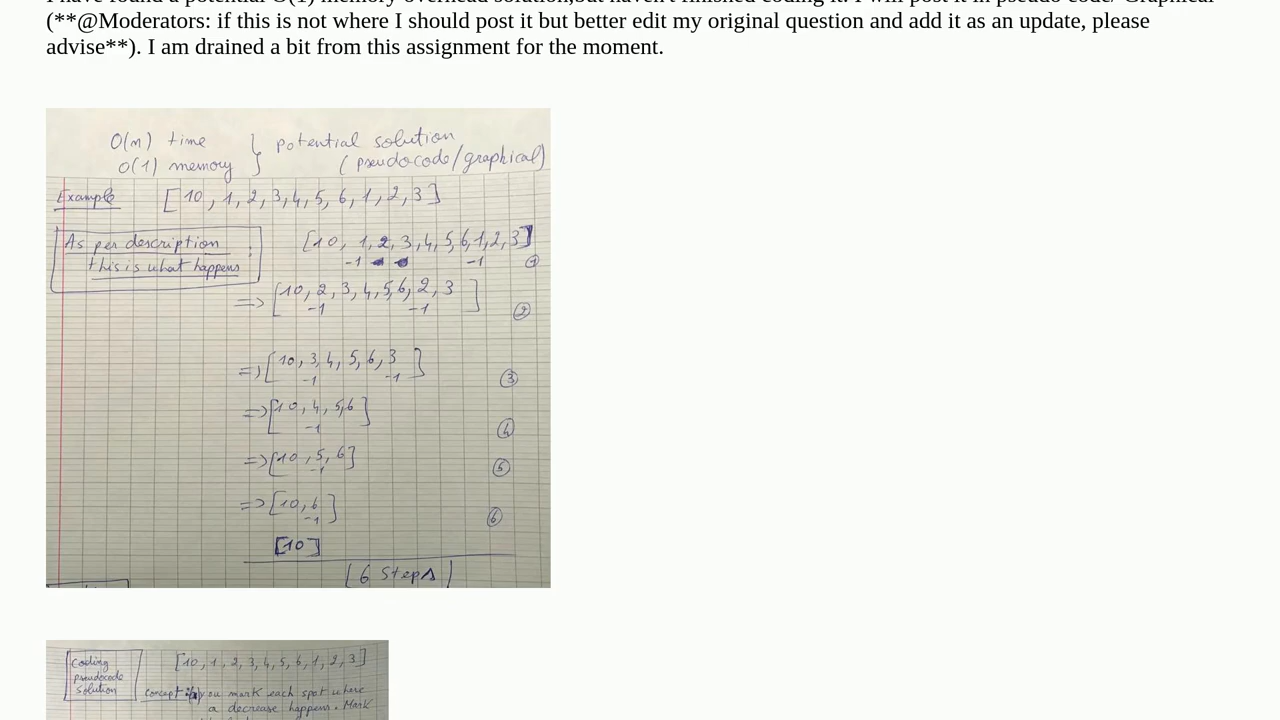 (**@Moderators: if this is not where I should post it but better edit my original question and add it as an update, please
advise**). I am drained a bit from this assignment for the moment.
O(n) time } potential solution
O(1) memory } (pseudocode/graphical)
Example [10, 1, 2, 3, 4, 5, 6, 1, 2, 3]
As per description : [10, 1, 2, 3, 4, 5, 6, 1, 2, 3]
this is what happens -1 -1 1
=> [10, 2, 3, 4, 5, 6, 2, 3]
-1 -1 2
=> [10, 3, 4, 5, 6, 3]
-1 -1 3
=> [10, 4, 5, 6]
-1 4
=> [10, 5, 6]
-1 5
=> [10, 6]
-1 6
[10]
6 Steps
Coding [10, 1, 2, 3, 4, 5, 6, 1, 2, 3]
pseudocode
solution
Concept: you mark each spot where
a decrease happens. Mark